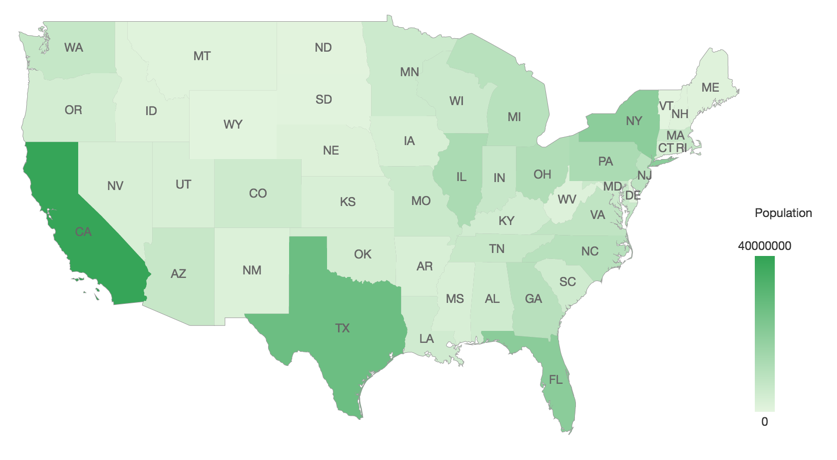 WA
MT
ND
MN
OR
ID
WY
SD
WI
MI
NY
VT
NH
ME
MA
CT RI
NV
UT
CO
NE
IA
IL
IN
OH
PA
NJ
MD
DE
CA
KS
MO
KY
WV
VA
AZ
NM
OK
AR
TN
NC
SC
TX
LA
MS
AL
GA
FL
Population
40000000
0